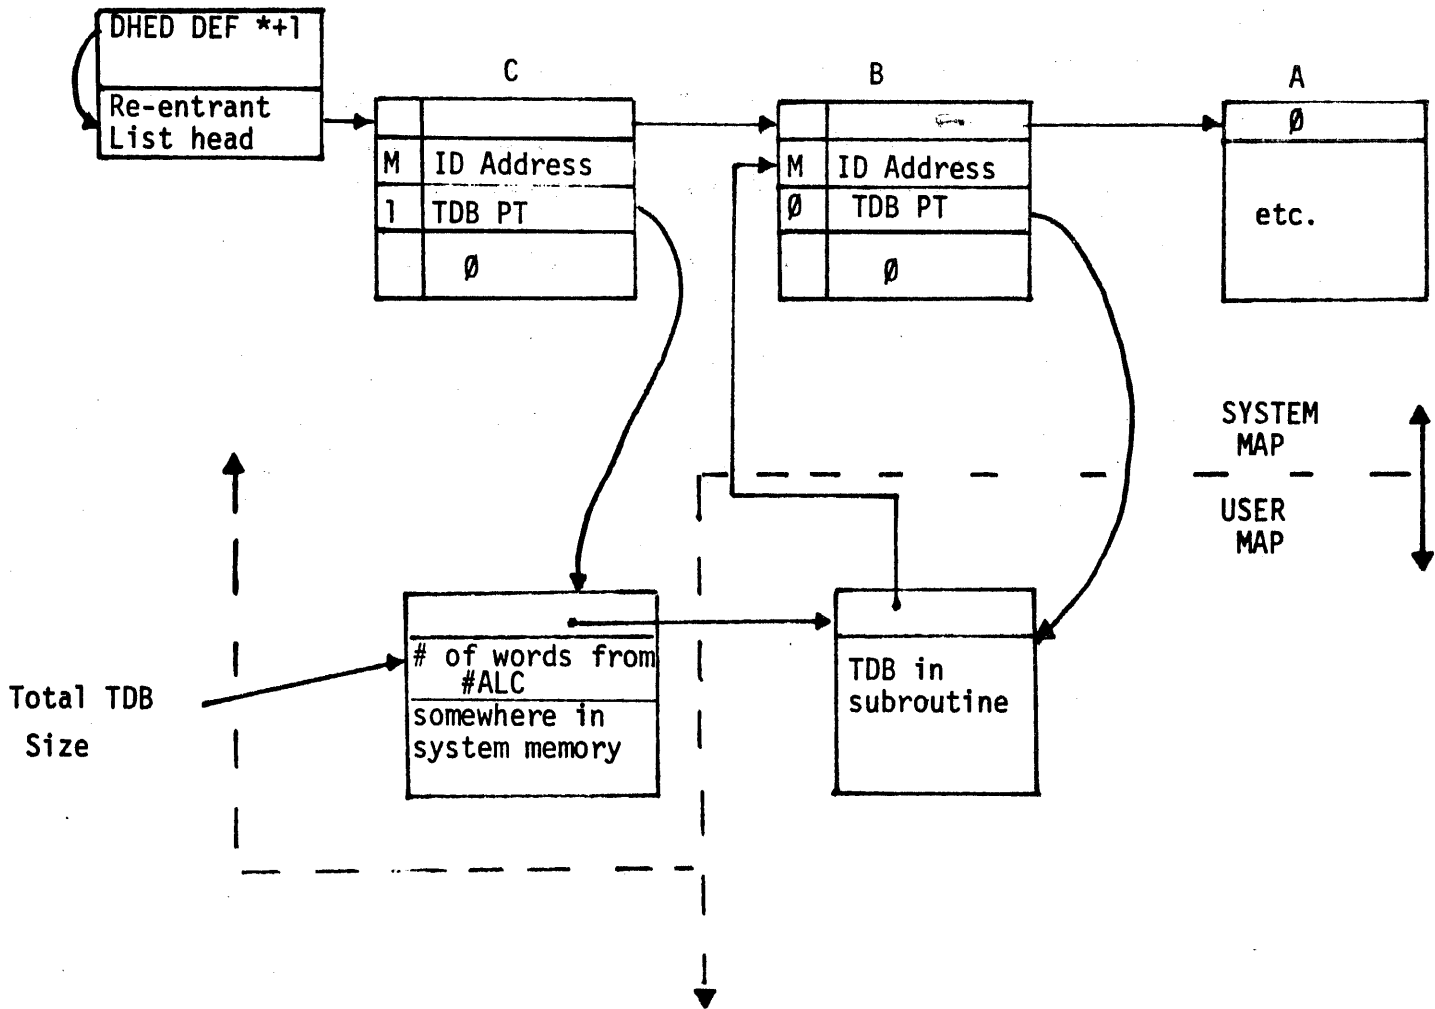 DHED DEF *+1
Re-entrant
List head
C
M ID Address
1 TDB PT
Ø
B
M ID Address
Ø TDB PT
Ø
A
Ø
etc.
SYSTEM
MAP
USER
MAP
# of words from
#ALC
somewhere in
system memory
TDB in
subroutine
Total TDB
Size